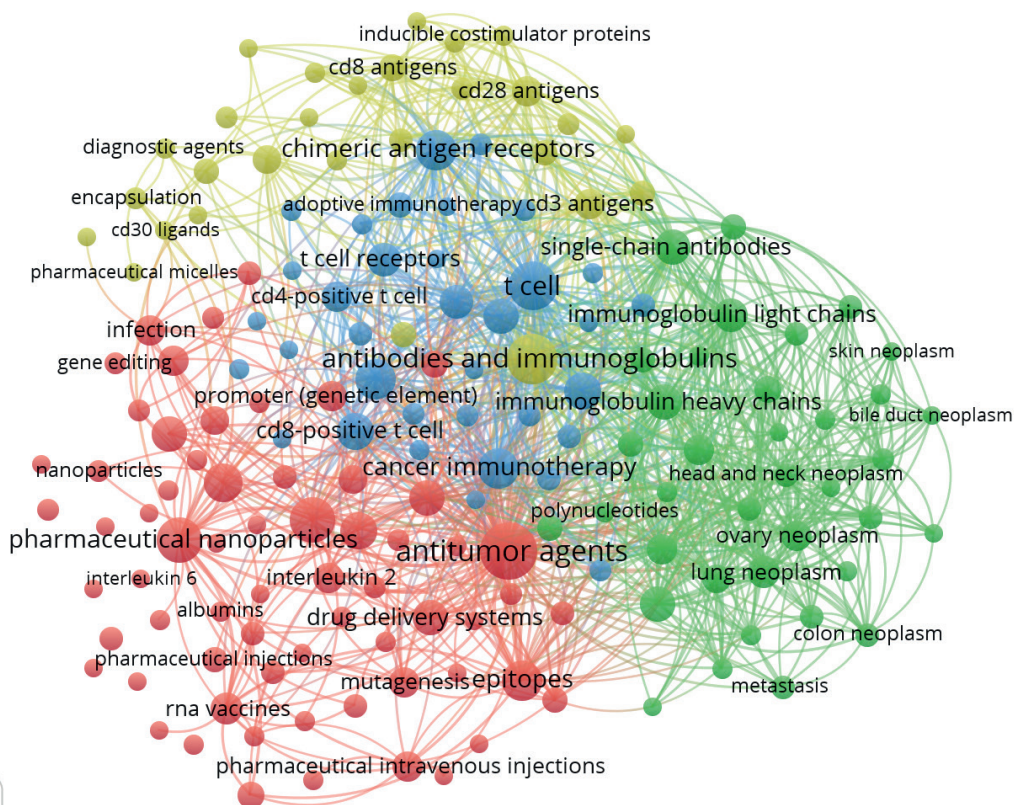 inducible costimulator proteins
cd8 antigens
cd28 antigens
diagnostic agents
chimeric antigen receptors
encapsulation
adoptive immunotherapy
cd3 antigens
cd30 ligands
single-chain antibodies
t cell receptors
pharmaceutical micelles
t cell
cd4-positive t cell
immunoglobulin light chains
infection
skin neoplasm
gene editing
antibodies and immunoglobulins
promoter (genetic element)
immunoglobulin heavy chains
bile duct neoplasm
cd8-positive t cell
nanoparticles
cancer immunotherapy
head and neck neoplasm
polynucleotides
pharmaceutical nanoparticles
antitumor agents
ovary neoplasm
interleukin 6
interleukin 2
lung neoplasm
albumins
drug delivery systems
colon neoplasm
pharmaceutical injections
mutagenesis
epitopes
metastasis
rna vaccines
pharmaceutical intravenous injections